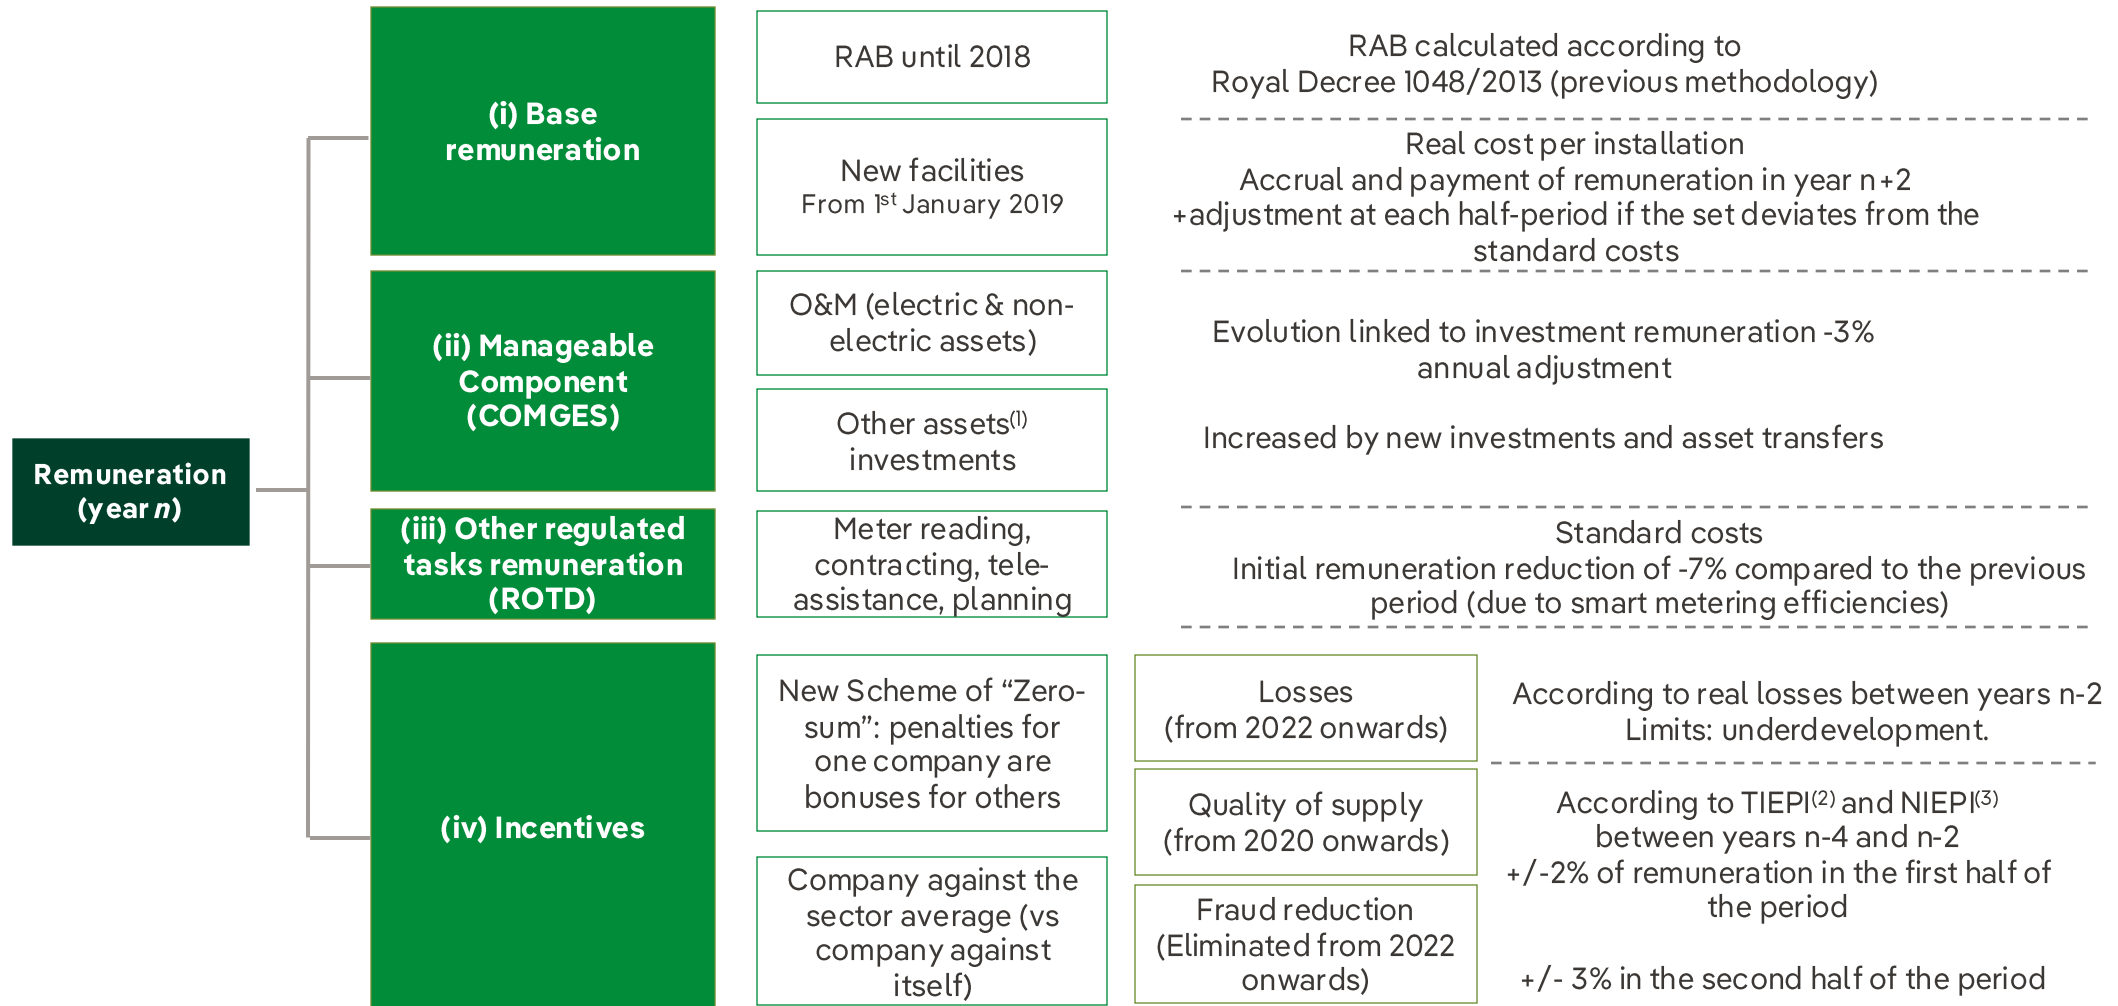 Remuneration
(year n)
(i) Base
remuneration
RAB until 2018
RAB calculated according to
Royal Decree 1048/2013 (previous methodology)
New facilities
From 1st January 2019
Real cost per installation
Accrual and payment of remuneration in year n+2
+adjustment at each half-period if the set deviates from the
standard costs
(ii) Manageable
Component
(COMGES)
O&M (electric & non-
electric assets)
Evolution linked to investment remuneration -3%
annual adjustment
Other assets(1)
investments
Increased by new investments and asset transfers
(iii) Other regulated
tasks remuneration
(ROTD)
Meter reading,
contracting, tele-
assistance, planning
Standard costs
Initial remuneration reduction of -7% compared to the previous
period (due to smart metering efficiencies)
(iv) Incentives
New Scheme of “Zero-
sum”: penalties for
one company are
bonuses for others
Company against the
sector average (vs
company against
itself)
Losses
(from 2022 onwards)
According to real losses between years n-2
Limits: underdevelopment.
Quality of supply
(from 2020 onwards)
According to TIEPI(2) and NIEPI(3)
between years n-4 and n-2
+/-2% of remuneration in the first half of
the period
Fraud reduction
(Eliminated from 2022
onwards)
+/- 3% in the second half of the period